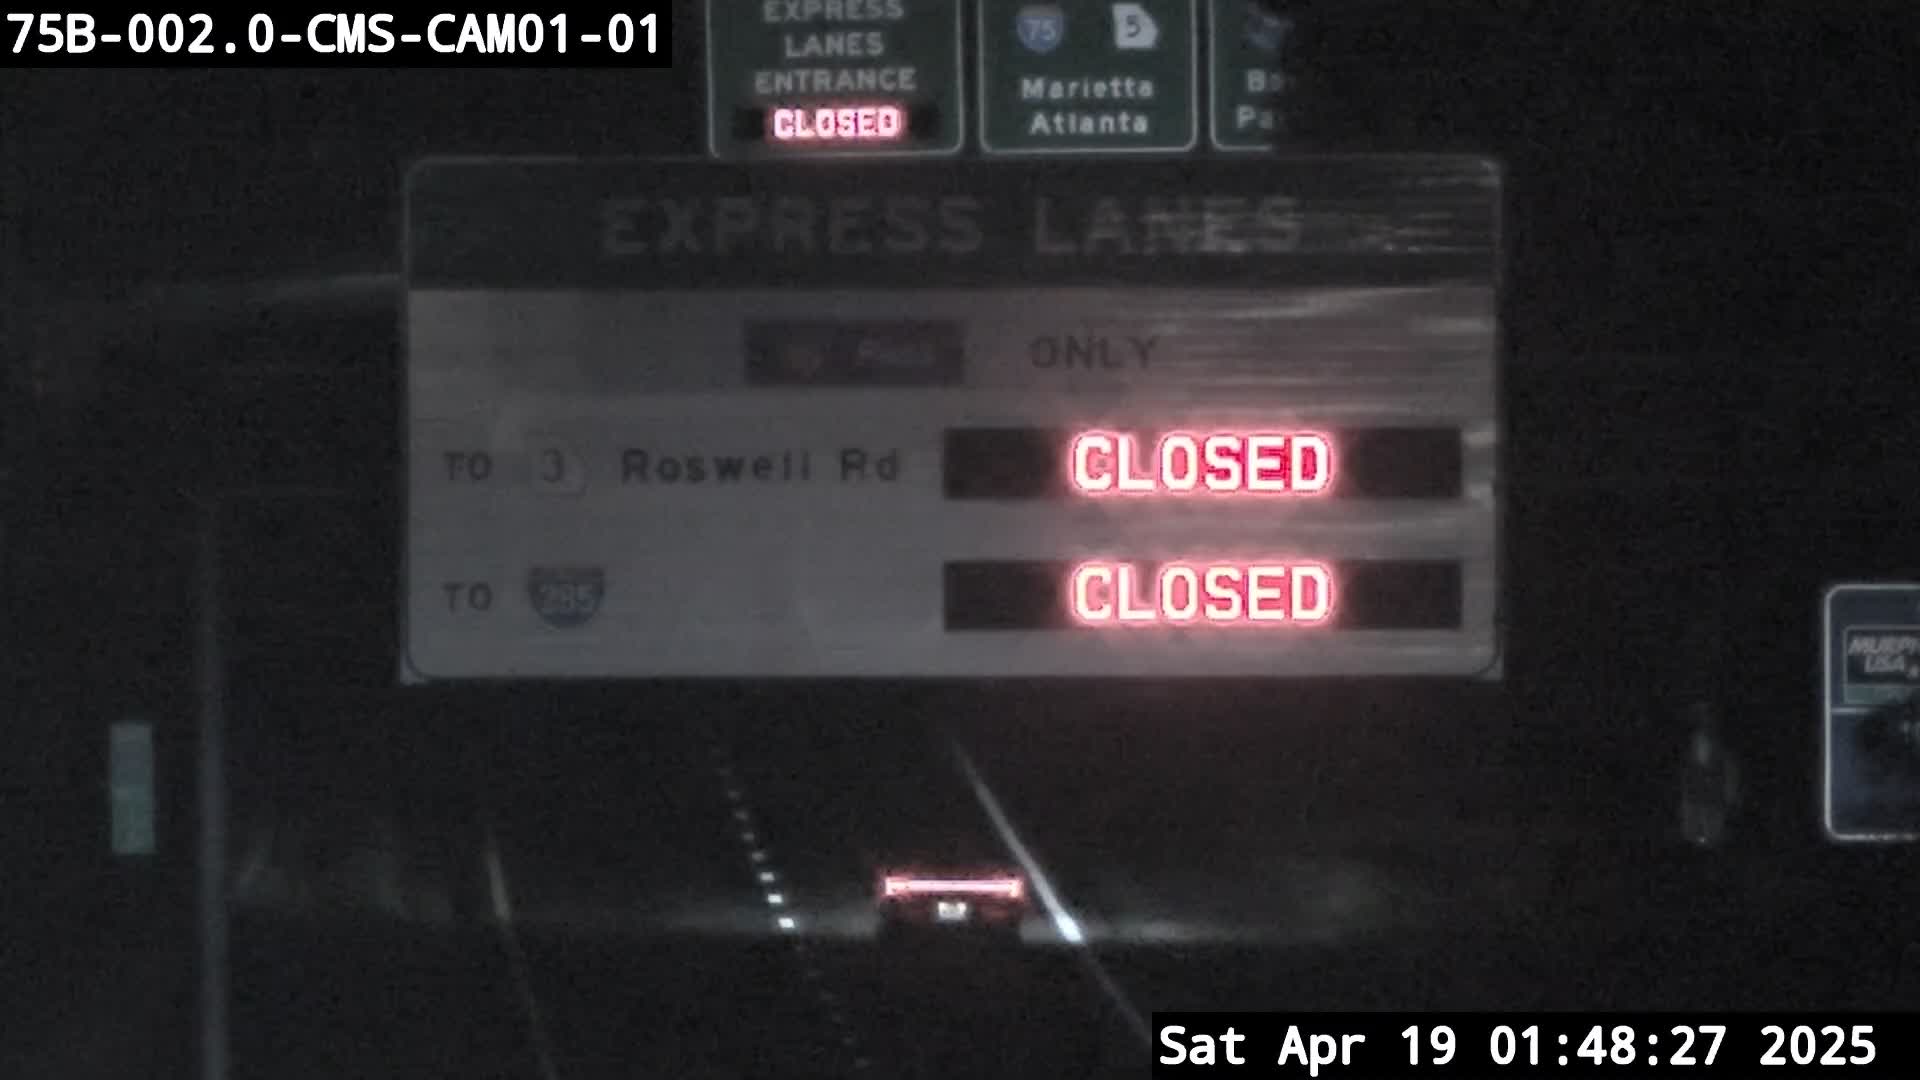 75B-002.0-CMS-CAM01-01
EXPRESS
LANES
ENTRANCE
CLOSED
75 5
Marietta
Atlanta
EXPRESS LANES
ONLY
TO 3 Roswell Rd CLOSED
TO 285 CLOSED
USA
Sat Apr 19 01:48:27 2025